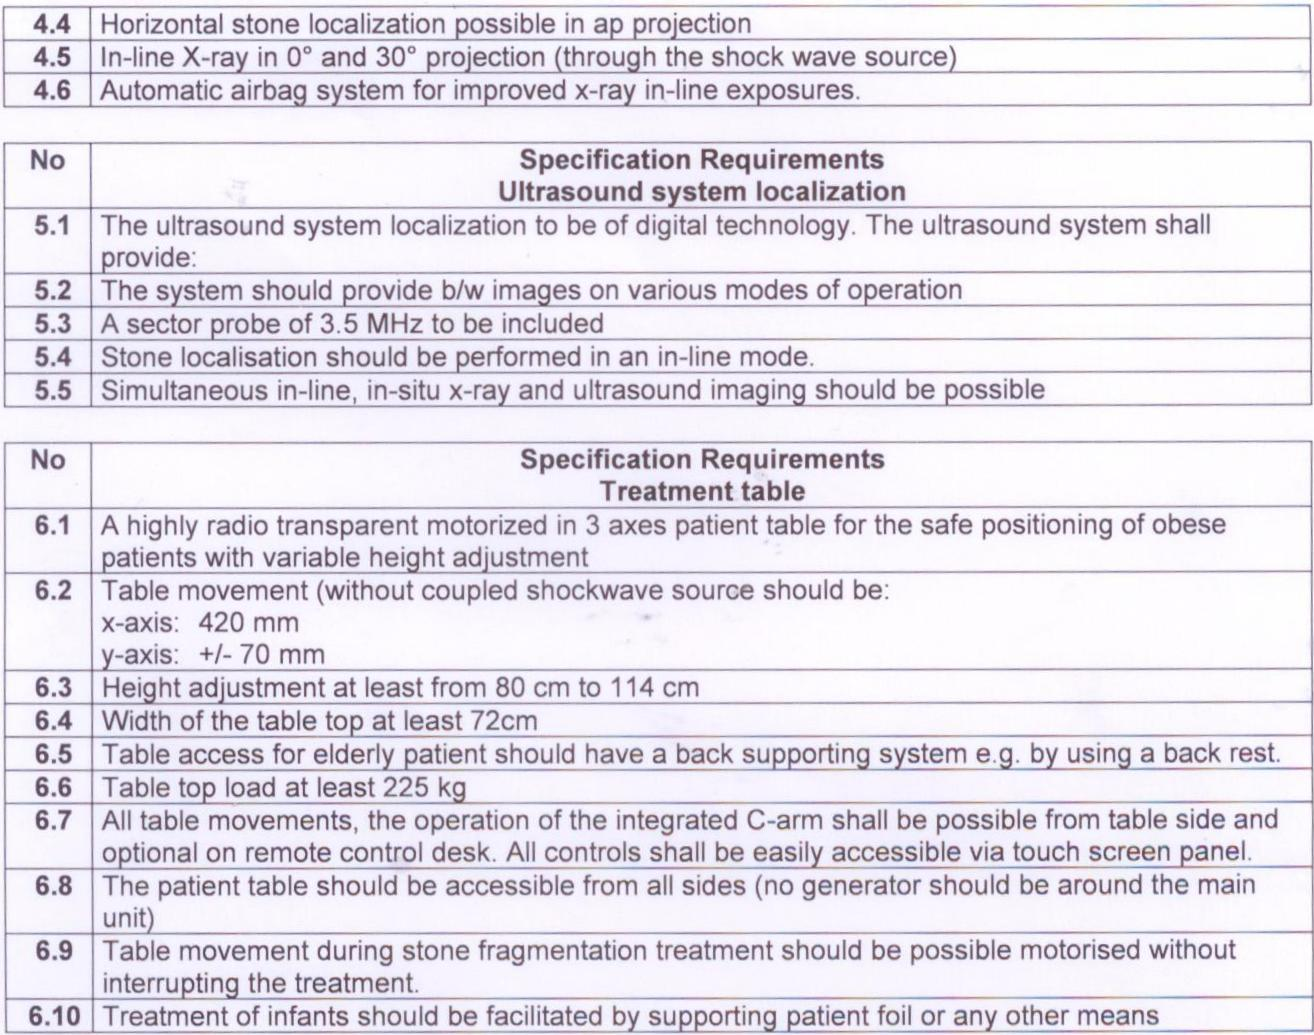 4.4 Horizontal stone localization possible in ap projection
4.5 In-line X-ray in 0° and 30° projection (through the shock wave source)
4.6 Automatic airbag system for improved x-ray in-line exposures.
No Specification Requirements
Ultrasound system localization
5.1 The ultrasound system localization to be of digital technology. The ultrasound system shall
provide:
5.2 The system should provide b/w images on various modes of operation
5.3 A sector probe of 3.5 MHz to be included
5.4 Stone localisation should be performed in an in-line mode.
5.5 Simultaneous in-line, in-situ x-ray and ultrasound imaging should be possible
No Specification Requirements
Treatment table
6.1 A highly radio transparent motorized in 3 axes patient table for the safe positioning of obese
patients with variable height adjustment
6.2 Table movement (without coupled shockwave source should be:
x-axis: 420 mm
y-axis: +/- 70 mm
6.3 Height adjustment at least from 80 cm to 114 cm
6.4 Width of the table top at least 72cm
6.5 Table access for elderly patient should have a back supporting system e.g. by using a back rest.
6.6 Table top load at least 225 kg
6.7 All table movements, the operation of the integrated C-arm shall be possible from table side and
optional on remote control desk. All controls shall be easily accessible via touch screen panel.
6.8 The patient table should be accessible from all sides (no generator should be around the main
unit)
6.9 Table movement during stone fragmentation treatment should be possible motorised without
interrupting the treatment.
6.10 Treatment of infants should be facilitated by supporting patient foil or any other means